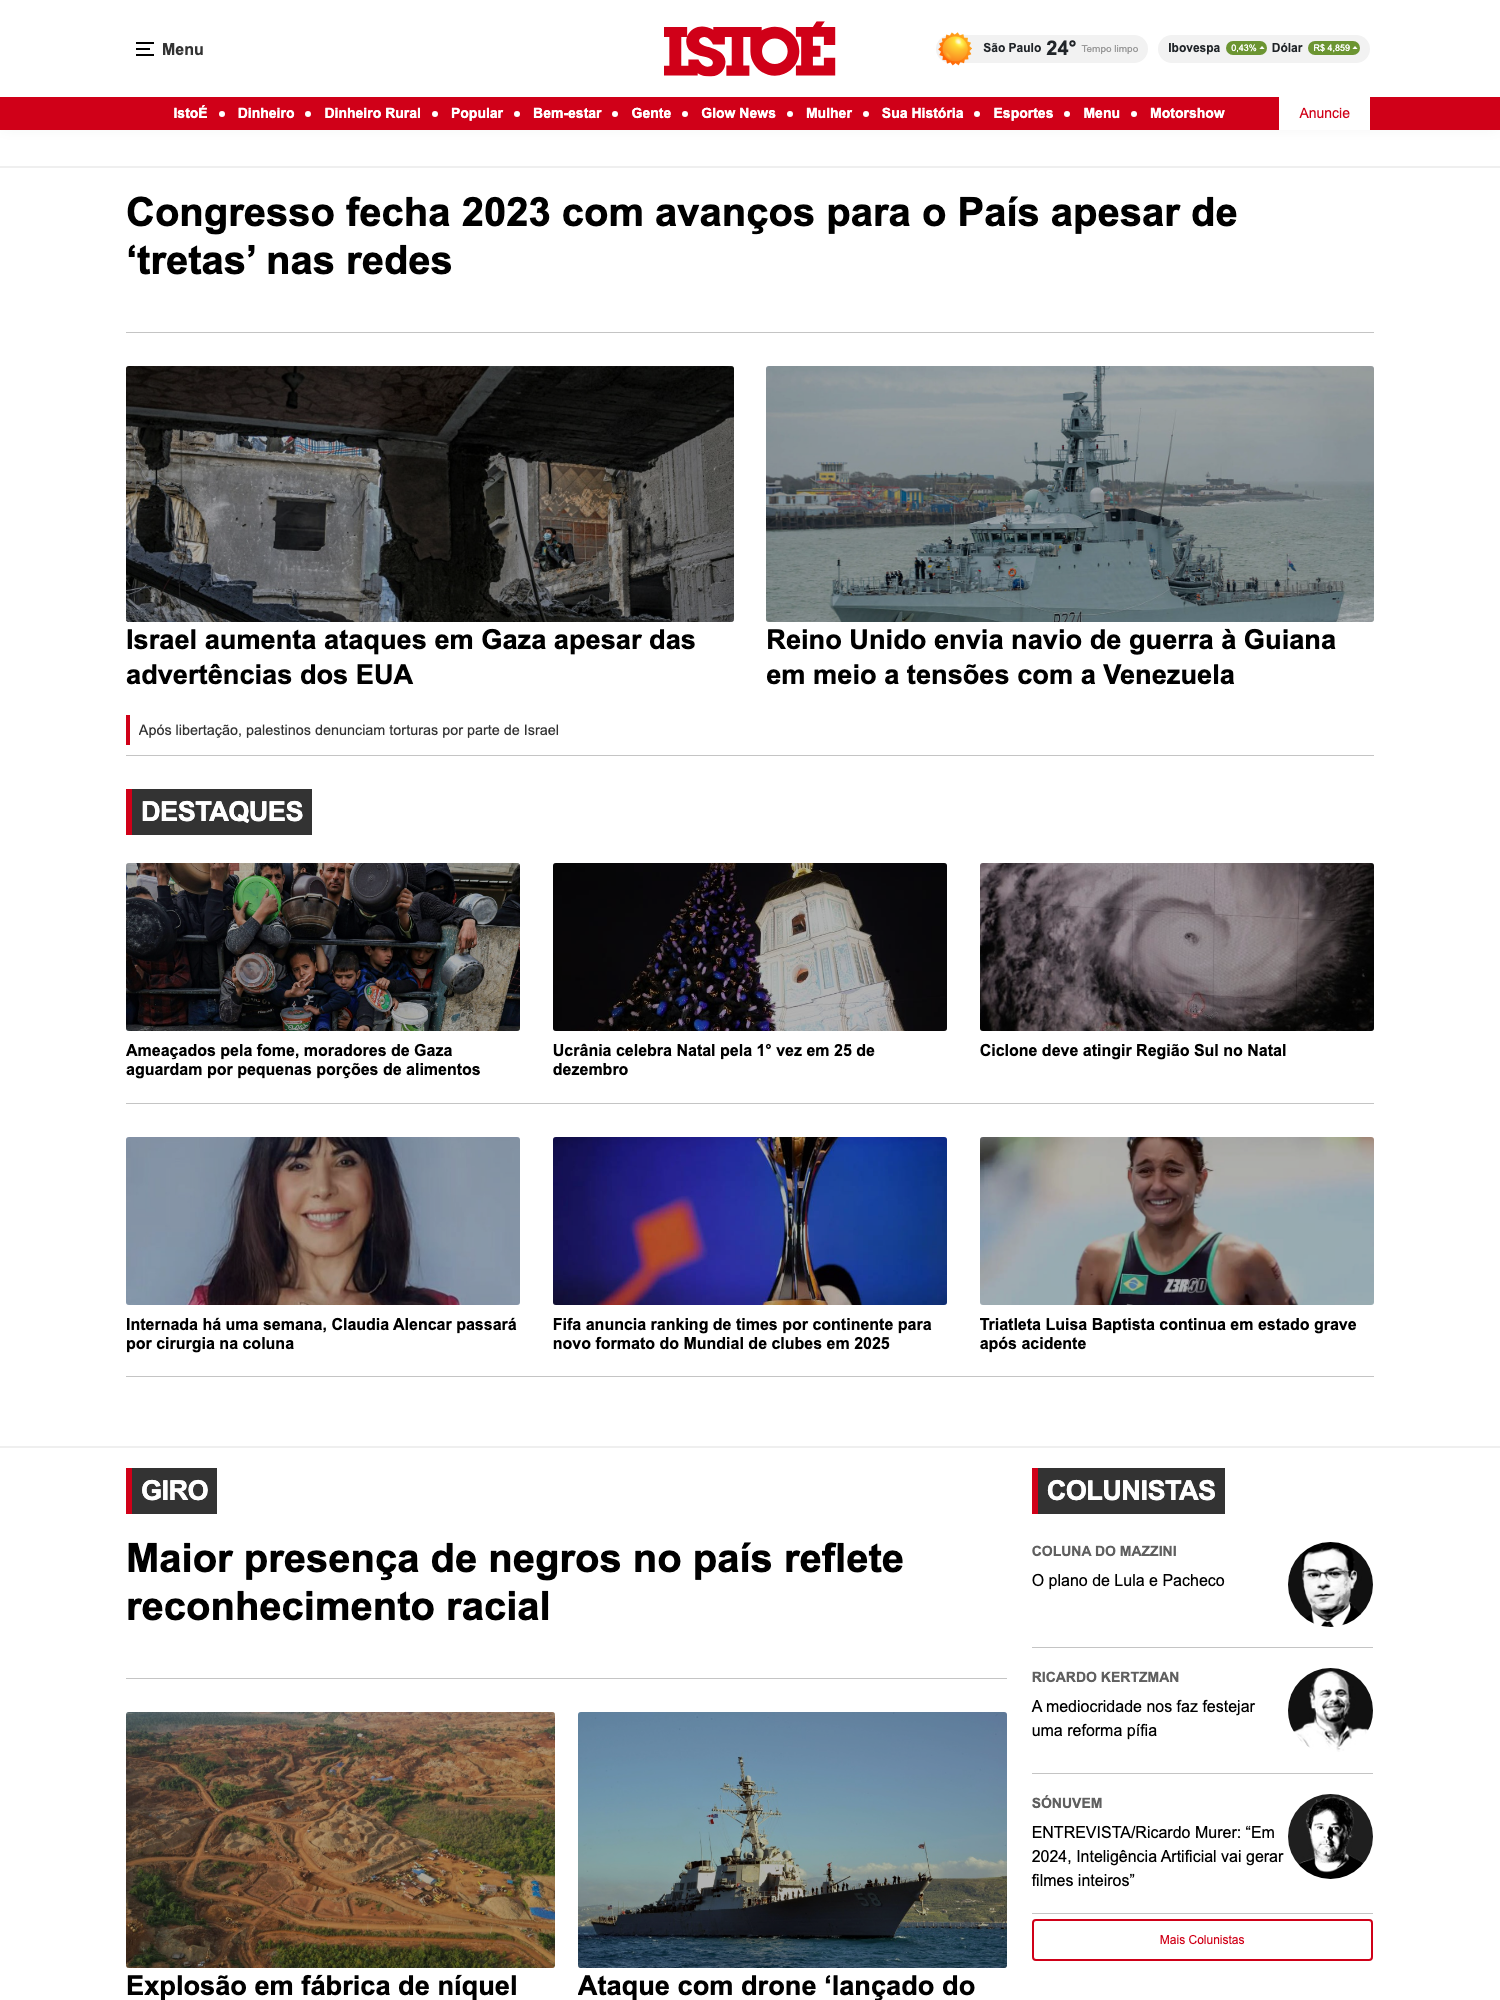 Menu
ISTOÉ
São Paulo 24° Tempo limpo
Ibovespa 0,43% Dólar R$ 4,859
IstoÉ • Dinheiro • Dinheiro Rural • Popular • Bem-estar • Gente • Glow News • Mulher • Sua História • Esportes • Menu • Motorshow
Anuncie
Congresso fecha 2023 com avanços para o País apesar de
‘tretas’ nas redes
P224
Israel aumenta ataques em Gaza apesar das
advertências dos EUA
Após libertação, palestinos denunciam torturas por parte de Israel
Reino Unido envia navio de guerra à Guiana
em meio a tensões com a Venezuela
DESTAQUES
Ameaçados pela fome, moradores de Gaza
aguardam por pequenas porções de alimentos
Ucrânia celebra Natal pela 1° vez em 25 de
dezembro
Ciclone deve atingir Região Sul no Natal
Z3RGD
Internada há uma semana, Claudia Alencar passará
por cirurgia na coluna
Fifa anuncia ranking de times por continente para
novo formato do Mundial de clubes em 2025
Triatleta Luisa Baptista continua em estado grave
após acidente
GIRO
Maior presença de negros no país reflete
reconhecimento racial
58
Explosão em fábrica de níquel
Ataque com drone ‘lançado do
COLUNISTAS
COLUNA DO MAZZINI
O plano de Lula e Pacheco
RICARDO KERTZMAN
A mediocridade nos faz festejar
uma reforma pífia
SÓNUVEM
ENTREVISTA/Ricardo Murer: “Em
2024, Inteligência Artificial vai gerar
filmes inteiros”
Mais Colunistas